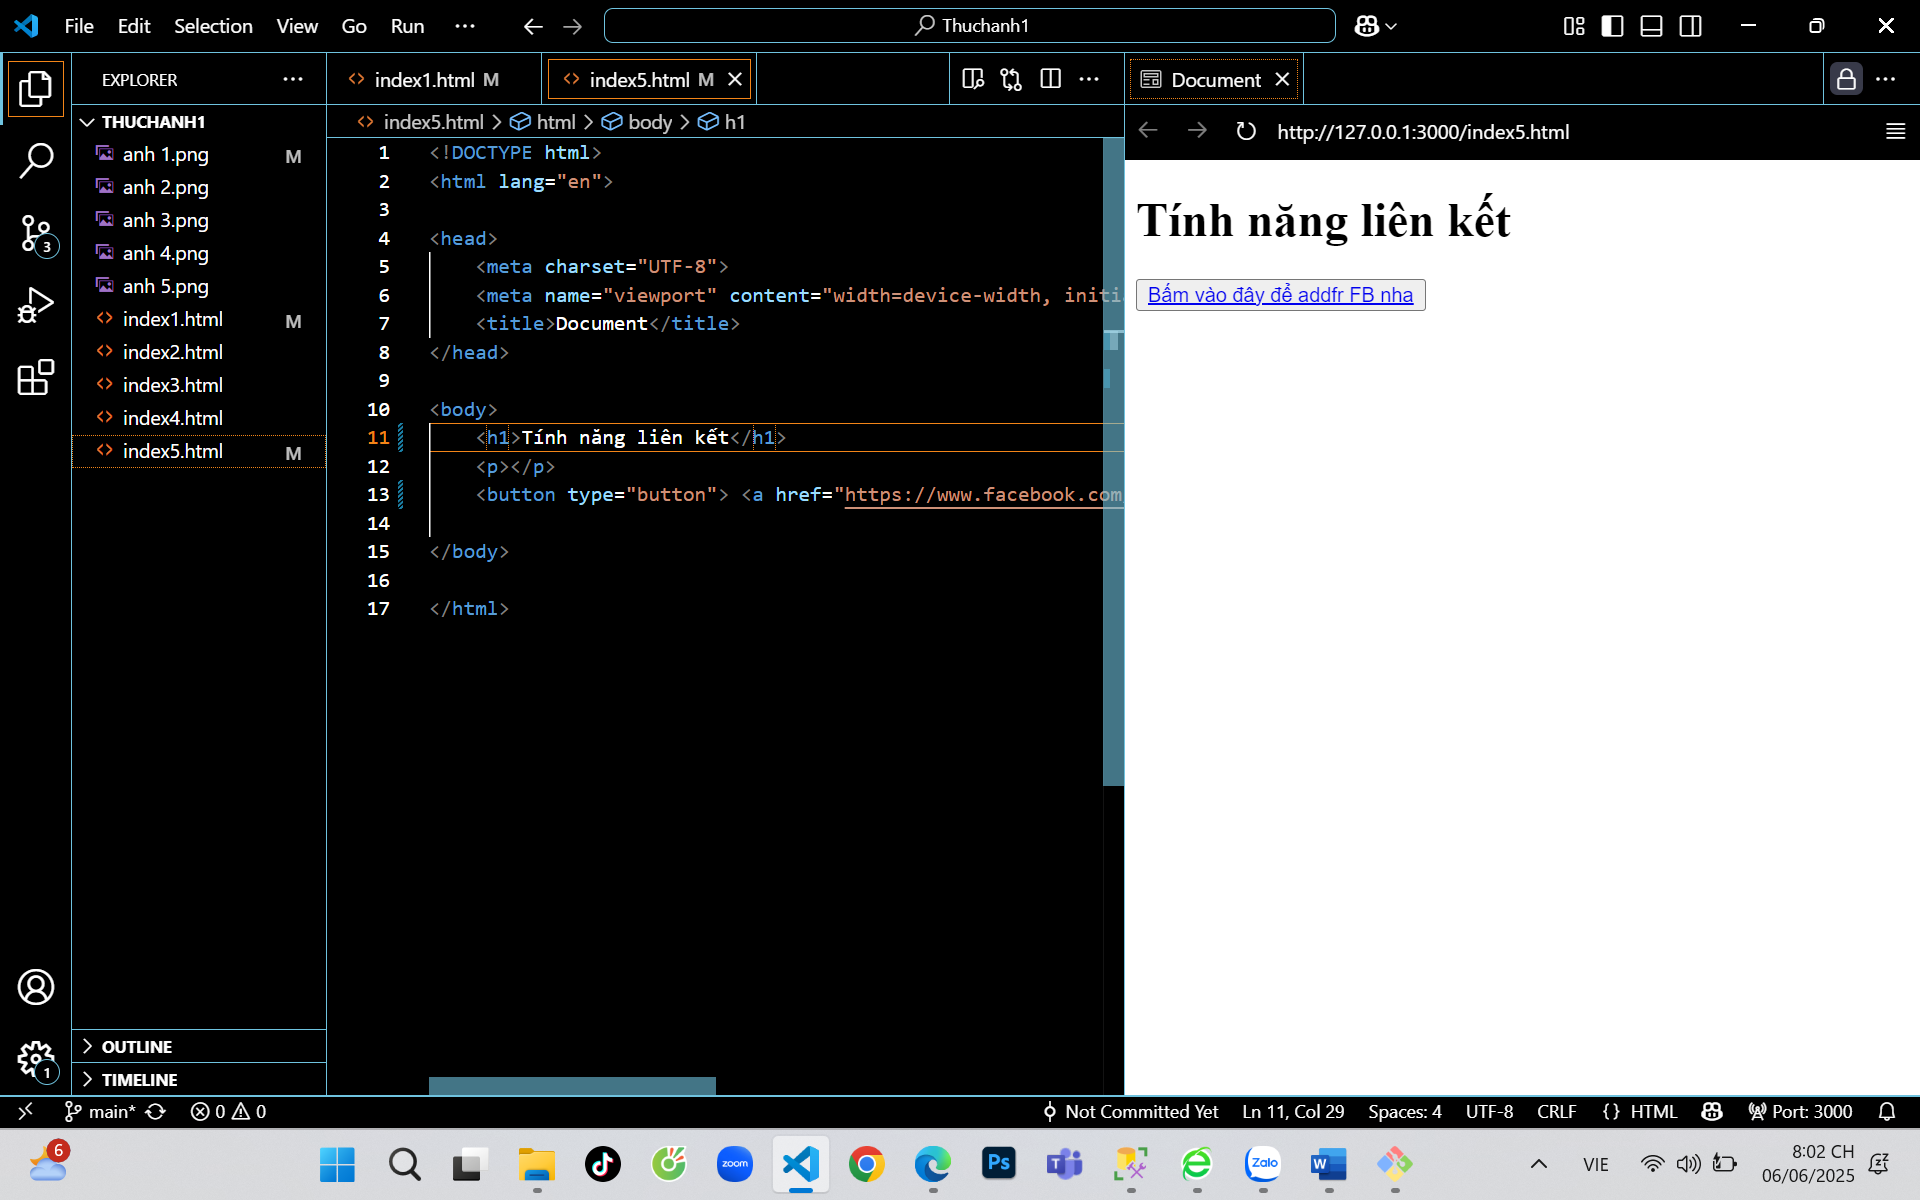 File Edit Selection View Go Run
Thuchanh1
EXPLORER
THUCHANH1
anh 1.png M
anh 2.png
anh 3.png
anh 4.png
anh 5.png
index1.html M
index2.html
index3.html
index4.html
index5.html M
OUTLINE
TIMELINE
index1.html M
index5.html M
index5.html html body h1
1 <!DOCTYPE html>
2 <html lang="en">
3
4 <head>
5 <meta charset="UTF-8">
6 <meta name="viewport" content="width=device-width, initi
7 <title>Document</title>
8 </head>
9
10 <body>
11 <h1>Tính năng liên kết</h1>
12 <p></p>
13 <button type="button"> <a href="https://www.facebook.com
14
15 </body>
16
17 </html>
Document
http://127.0.0.1:3000/index5.html
Tính năng liên kết
Bấm vào đây để addfr FB nha
3
1
main* 0 0
Not Committed Yet Ln 11, Col 29 Spaces: 4 UTF-8 CRLF {} HTML Port: 3000
6
zoom
Ps
T
Zalo
W
VIE
8:02 CH
06/06/2025